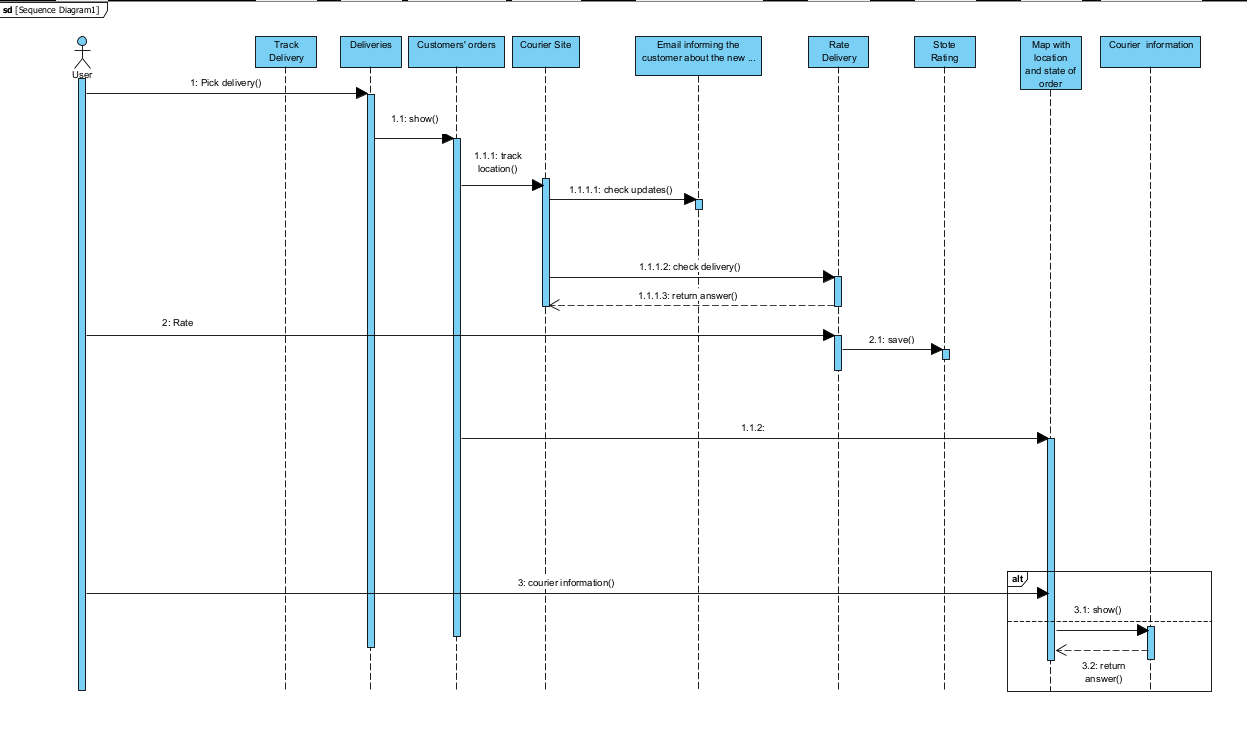 sd [Sequence Diagram1]
User
Track
Delivery
Deliveries
Customers' orders
Courier Site
Email informing the
customer about the new ...
Rate
Delivery
Stote
Rating
Map with
location
and state of
order
Courier information
1: Pick delivery()
1.1: show()
1.1.1: track
location()
1.1.1.1: check updates()
1.1.1.2: check delivery()
1.1.1.3: return answer()
2: Rate
2.1: save()
1.1.2:
alt
3: courier information()
3.1: show()
3.2: return
answer()